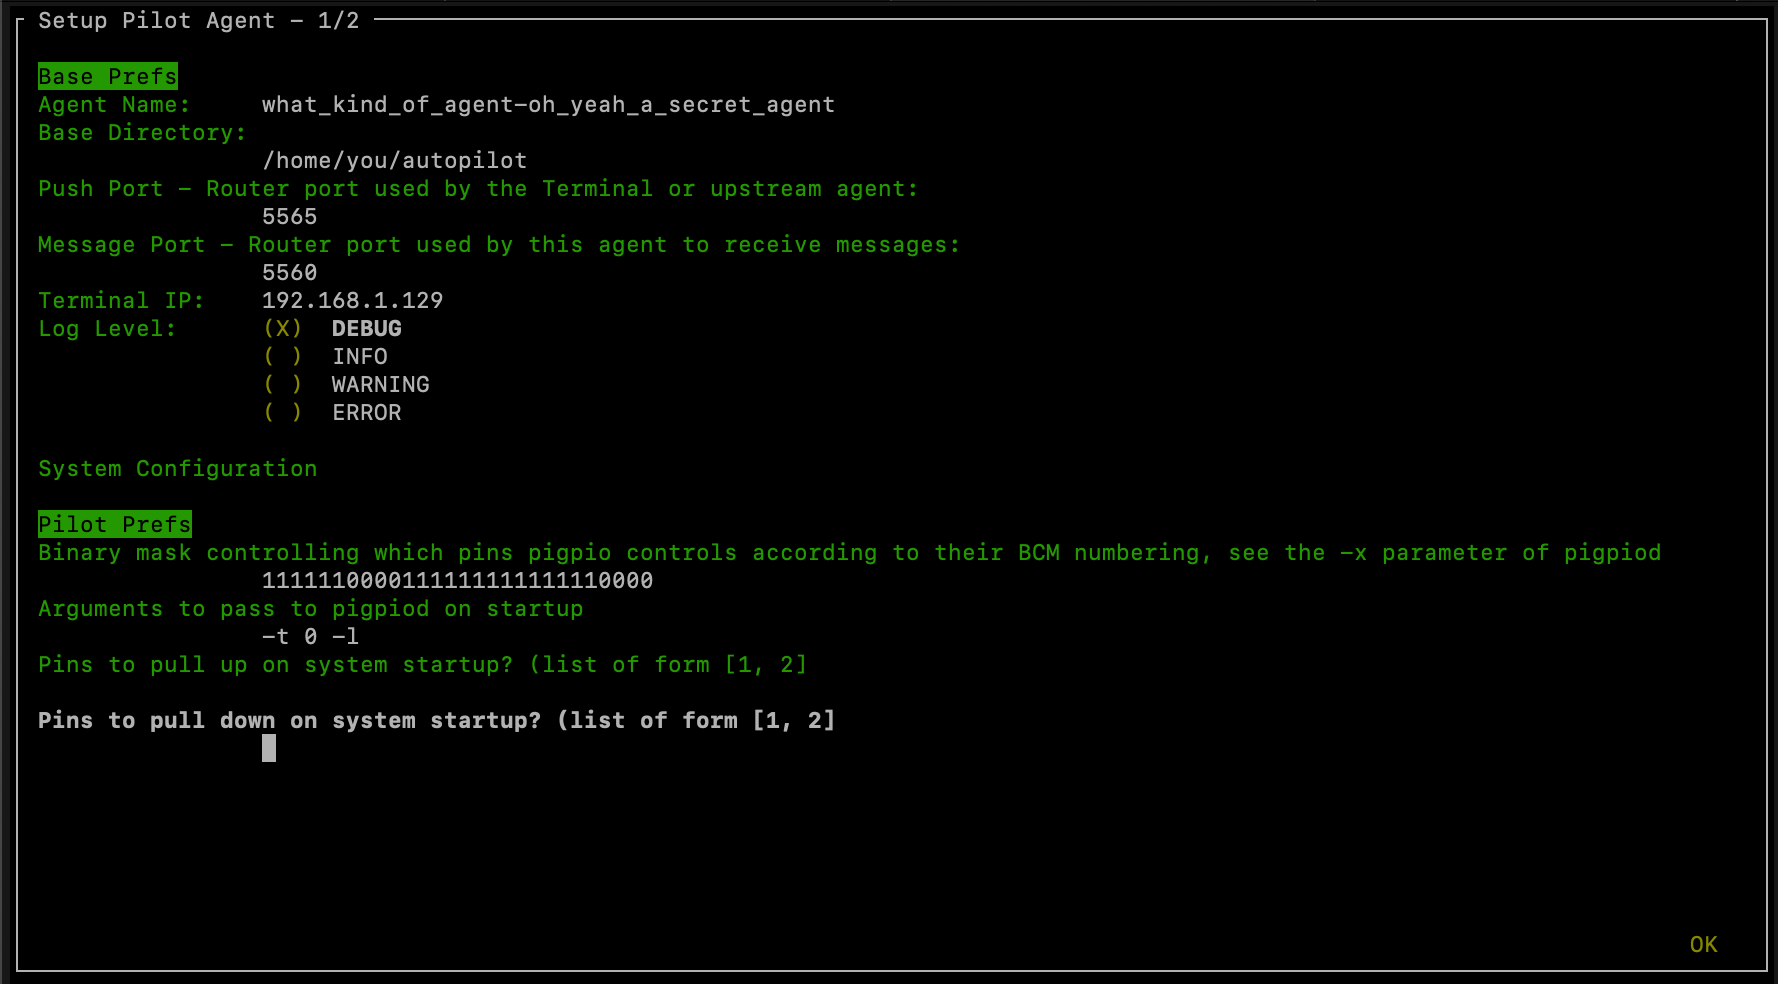 Setup Pilot Agent - 1/2
Base Prefs
Agent Name: what_kind_of_agent-oh_yeah_a_secret_agent
Base Directory:
/home/you/autopilot
Push Port - Router port used by the Terminal or upstream agent:
5565
Message Port - Router port used by this agent to receive messages:
5560
Terminal IP: 192.168.1.129
Log Level: (X) DEBUG
( ) INFO
( ) WARNING
( ) ERROR
System Configuration
Pilot Prefs
Binary mask controlling which pins pigpio controls according to their BCM numbering, see the -x parameter of pigpiod
1111110000111111111111110000
Arguments to pass to pigpiod on startup
-t 0 -l
Pins to pull up on system startup? (list of form [1, 2]
Pins to pull down on system startup? (list of form [1, 2]
OK